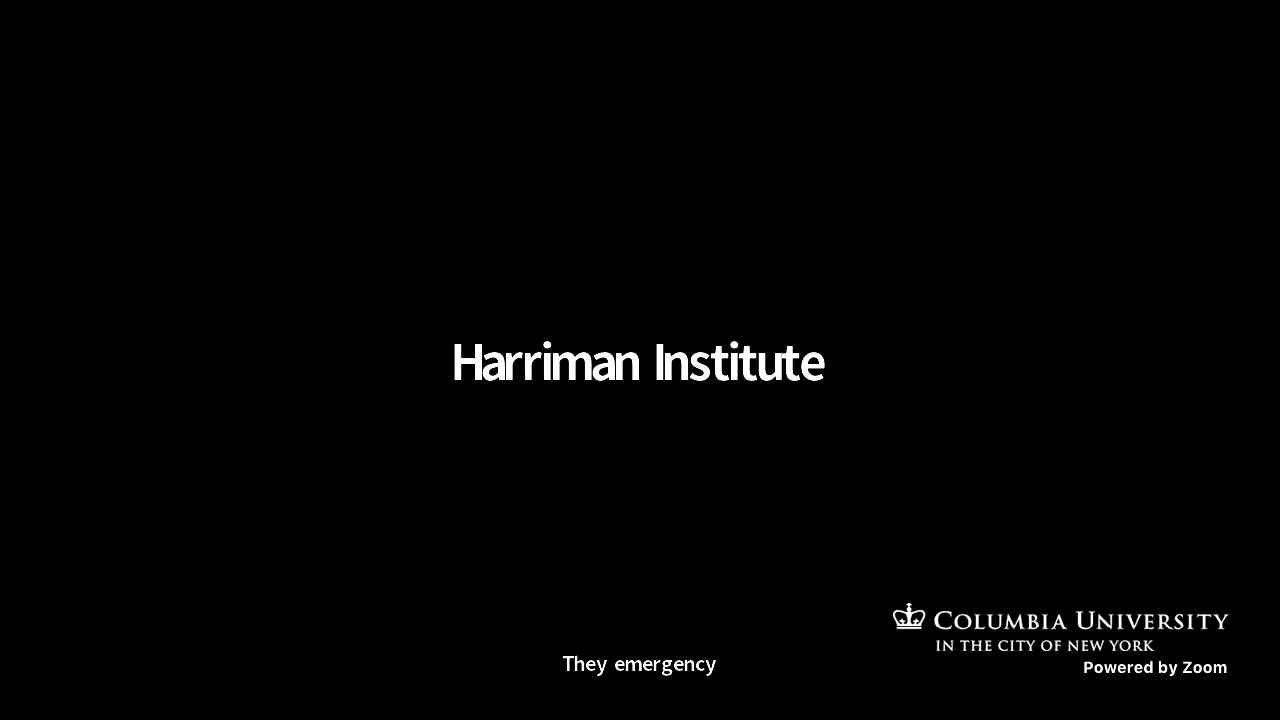 Harriman Institute
COLUMBIA UNIVERSITY
IN THE CITY OF NEW YORK
They emergency
Powered by Zoom